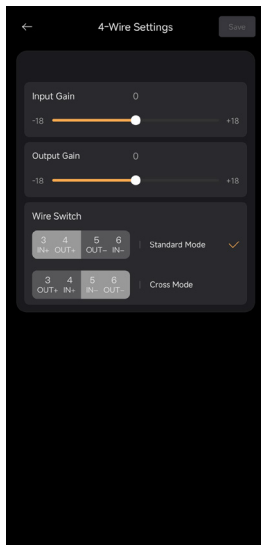 4-Wire Settings
Save
Input Gain 0
-18 +18
Output Gain 0
-18 +18
Wire Switch
3 4 5 6
IN+ OUT+ OUT- IN-
Standard Mode
3 4 5 6
OUT+ IN+ IN- OUT-
Cross Mode